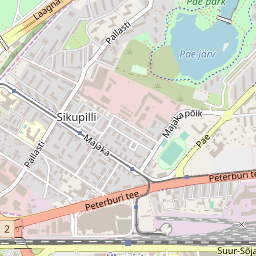 Pae park
Laagna
Pallasti
Pae järv
Sikupilli
Majaka põik
Majaka
Pae
Pallasti
Peterburi tee
Peterburi tee
2
Suur-Sõja